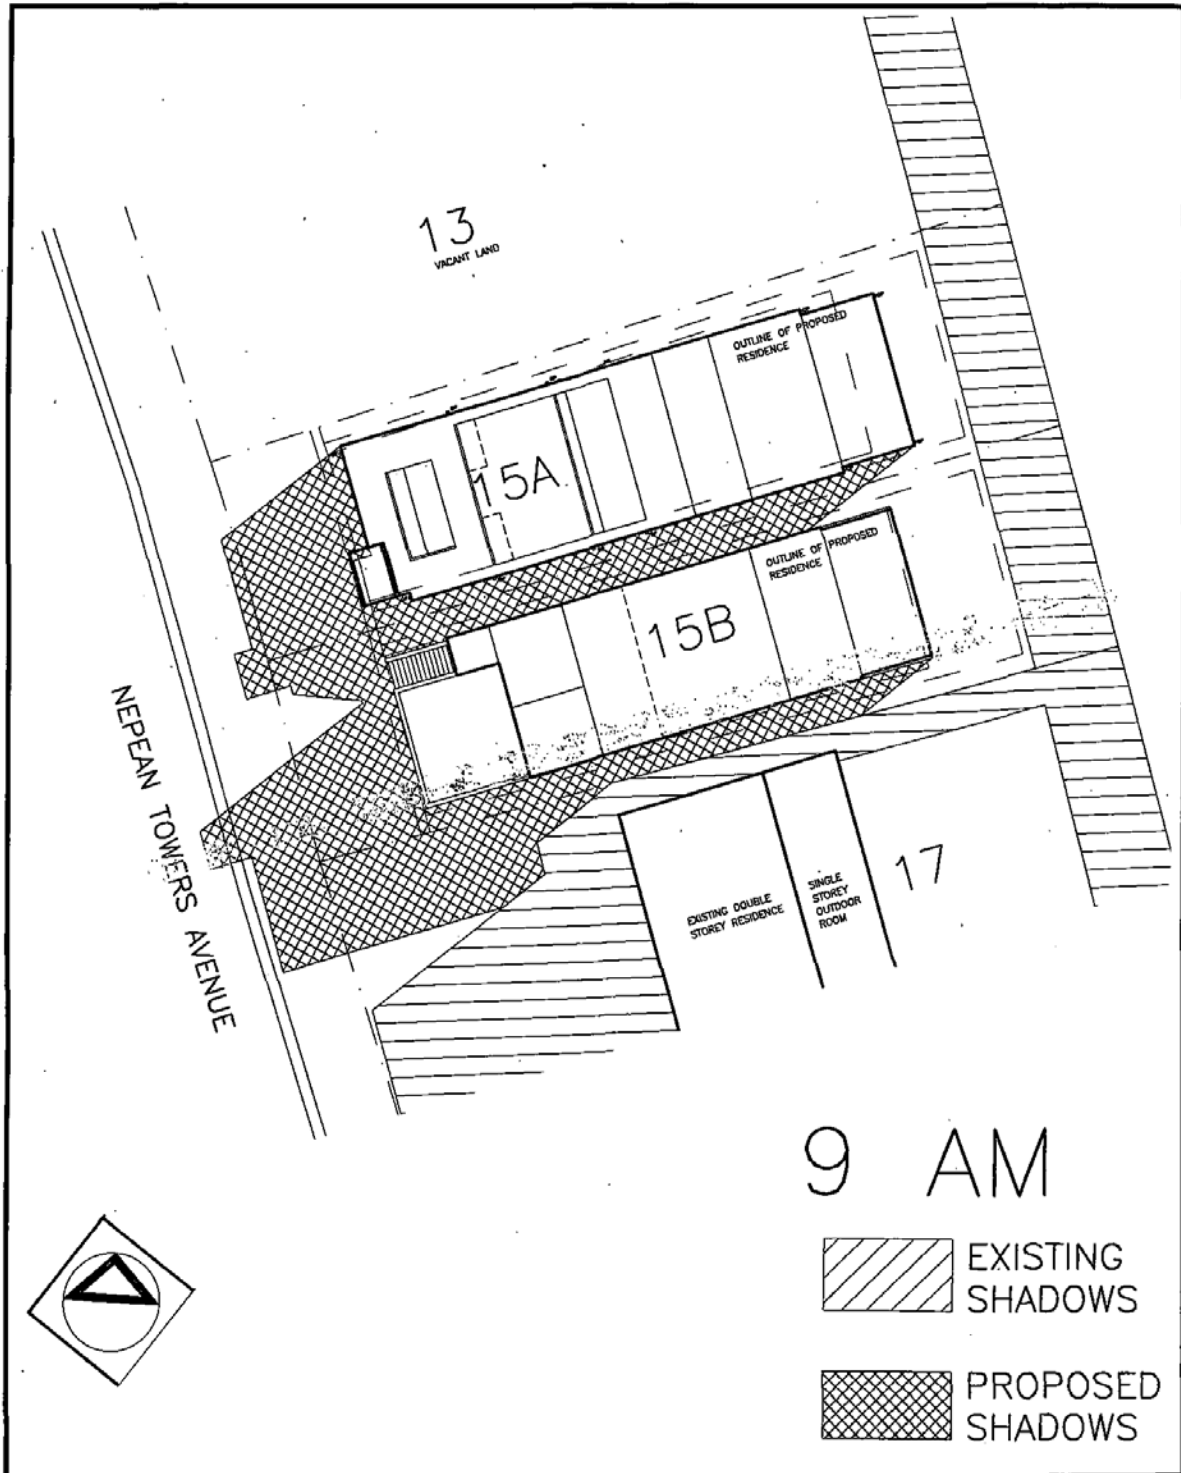 13
VACANT LAND
OUTLINE OF PROPOSED
RESIDENCE
15A
OUTLINE OF PROPOSED
RESIDENCE
15B
NEPEAN TOWERS AVENUE
17
EXISTING DOUBLE
STOREY RESIDENCE
SINGLE
STOREY
OUTDOOR
ROOM
9 AM
EXISTING
SHADOWS
PROPOSED
SHADOWS